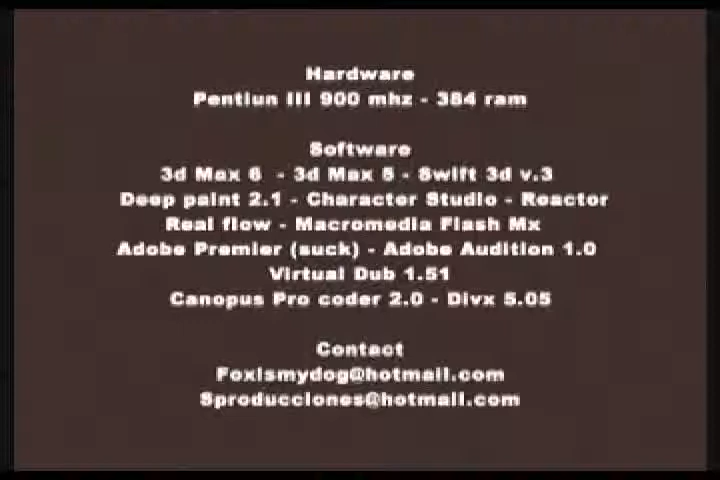 Hardware
Pentiun III 900 mhz - 384 ram
Software
3d Max 6 - 3d Max 5 - Swift 3d v.3
Deep paint 2.1 - Character Studio - Reactor
Real flow - Macromedia Flash Mx
Adobe Premier (suck) - Adobe Audition 1.0
Virtual Dub 1.51
Canopus Pro coder 2.0 - Divx 5.05
Contact
Foxismydog@hotmail.com
Sproducciones@hotmail.com